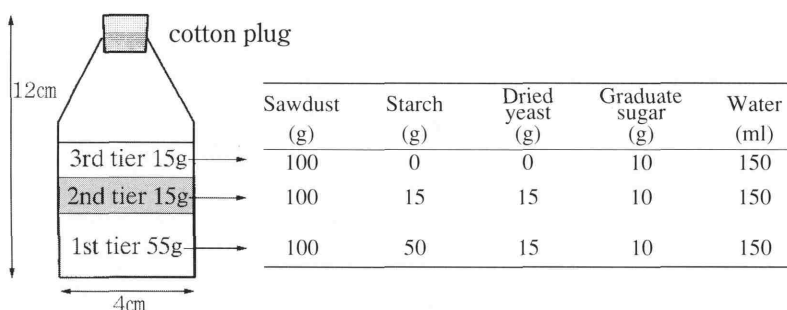 cotton plug
12cm
3rd tier 15g
2nd tier 15g
1st tier 55g
4cm
Sawdust Starch Dried yeast Graduate sugar Water
(g) (g) (g) (g) (ml)
100 0 0 10 150
100 15 15 10 150
100 50 15 10 150